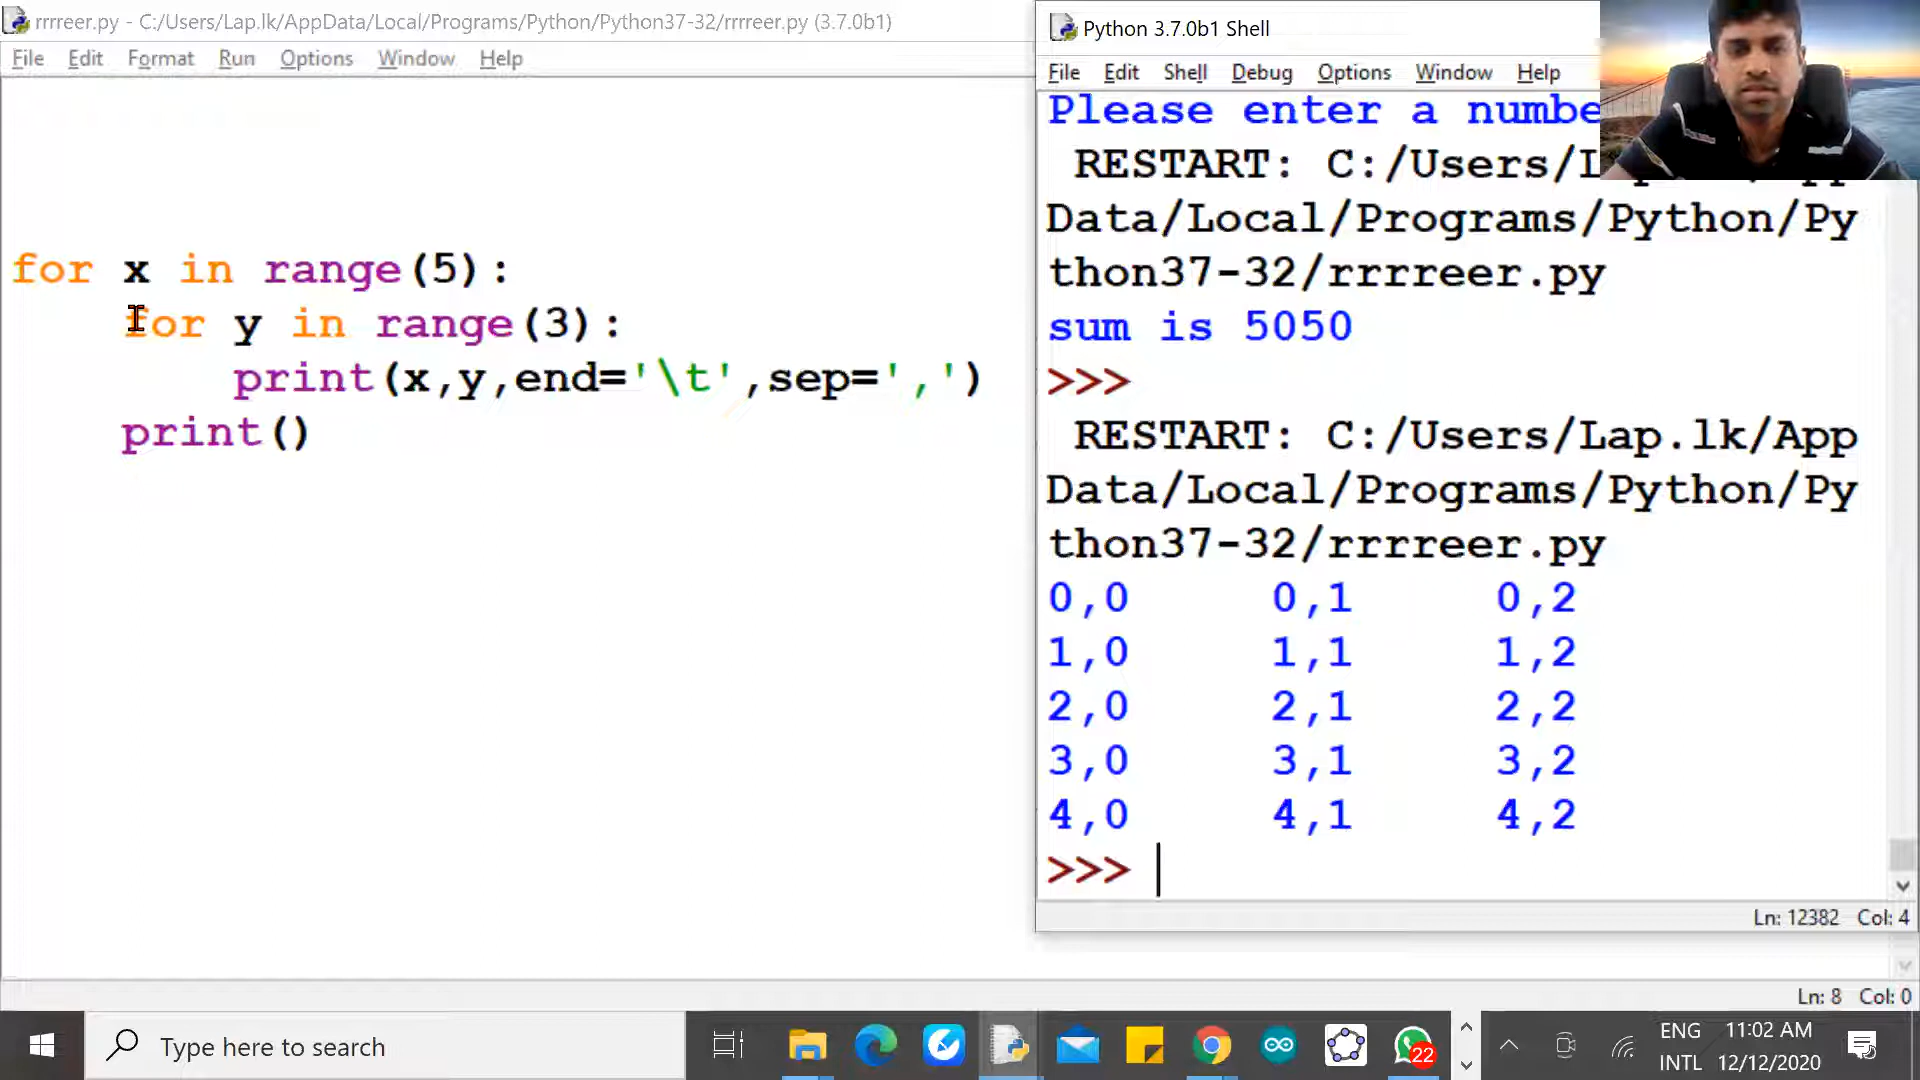 rrrreer.py - C:/Users/Lap.lk/AppData/Local/Programs/Python/Python37-32/rrrreer.py (3.7.0b1)
File Edit Format Run Options Window Help
for x in range(5):
    for y in range(3):
        print(x,y,end='\t',sep=',')
    print()
Python 3.7.0b1 Shell
File Edit Shell Debug Options Window Help
Please enter a numbe
RESTART: C:/Users/L
Data/Local/Programs/Python/Py
thon37-32/rrrreer.py
sum is 5050
>>>
RESTART: C:/Users/Lap.lk/App
Data/Local/Programs/Python/Py
thon37-32/rrrreer.py
0,0 0,1 0,2
1,0 1,1 1,2
2,0 2,1 2,2
3,0 3,1 3,2
4,0 4,1 4,2
>>>
Ln: 12382 Col: 4
Ln: 8 Col: 0
Type here to search
22
ENG 11:02 AM
INTL 12/12/2020